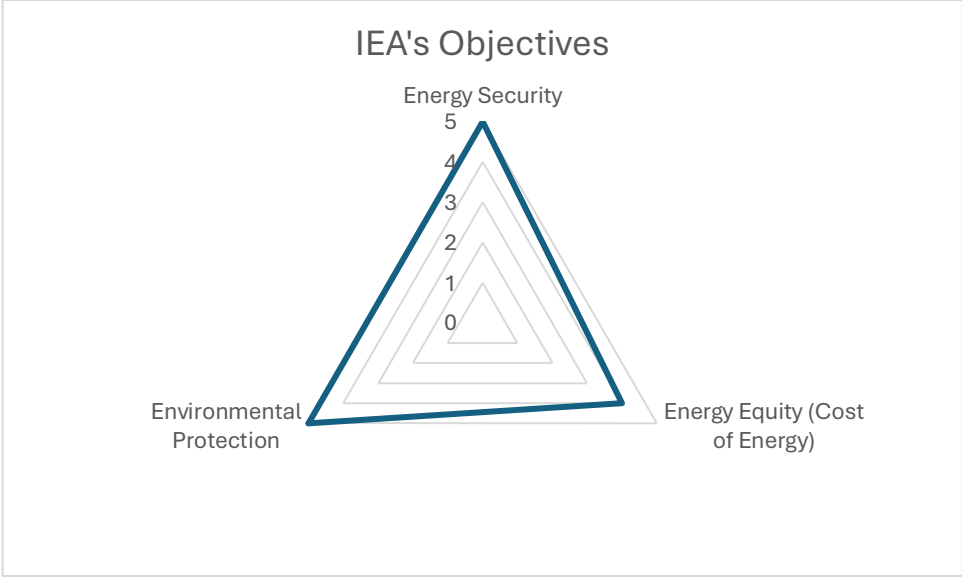 IEA's Objectives
Energy Security
5
4
3
2
1
0
Environmental
Protection
Energy Equity (Cost
of Energy)